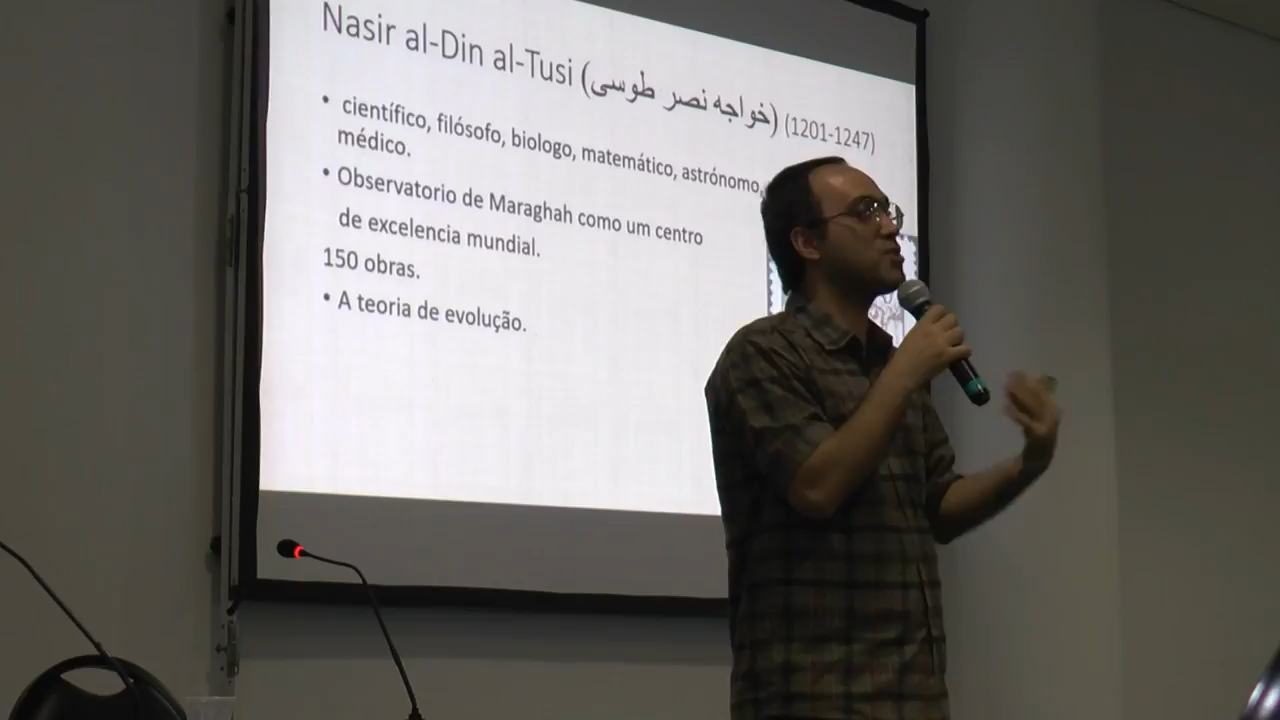 Nasir al-Din al-Tusi (خواجه نصر طوسی) (1201-1247)
• científico, filósofo, biologo, matemático, astrónomo,
médico.
• Observatorio de Maraghah como um centro
de excelencia mundial.
150 obras.
• A teoria de evolução.